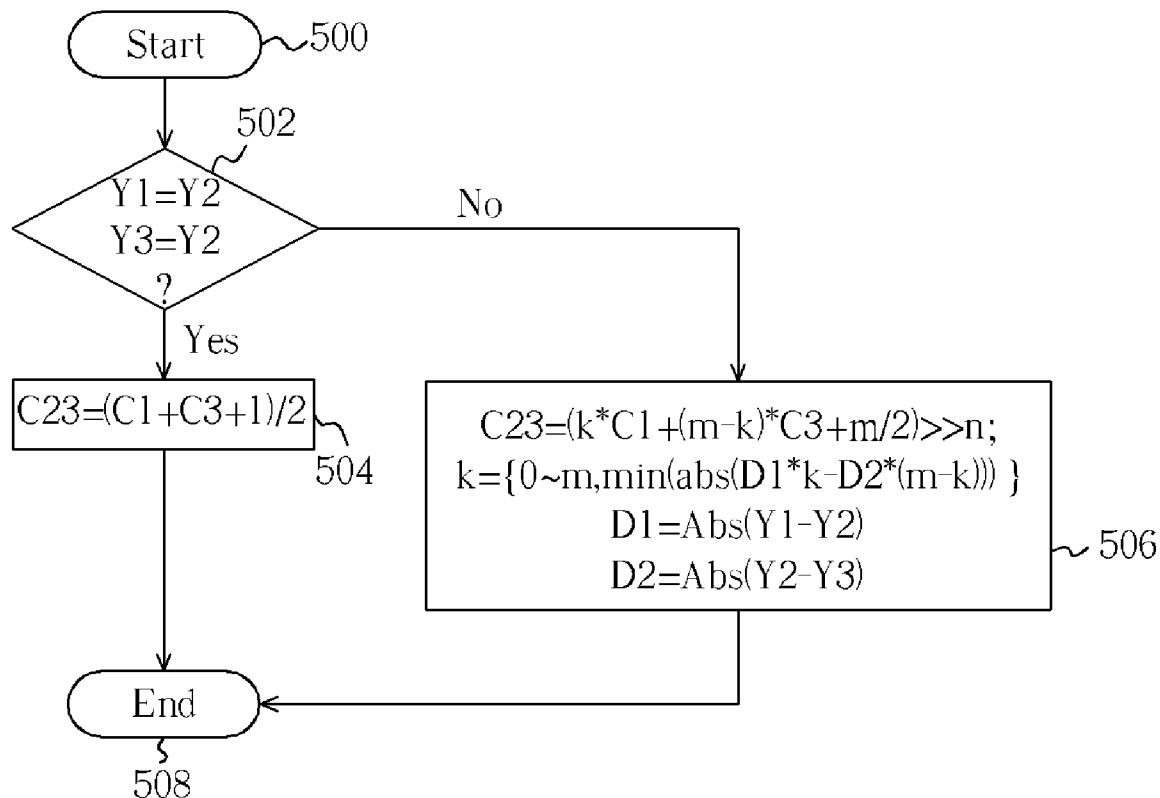 Start
500
502
Y1=Y2
Y3=Y2
?
No
Yes
C23=(C1+C3+1)/2
504
C23=(k*C1+(m-k)*C3+m/2)>>n;
k={0~m,min(abs(D1*k-D2*(m-k))) }
D1=Abs(Y1-Y2)
D2=Abs(Y2-Y3)
506
End
508